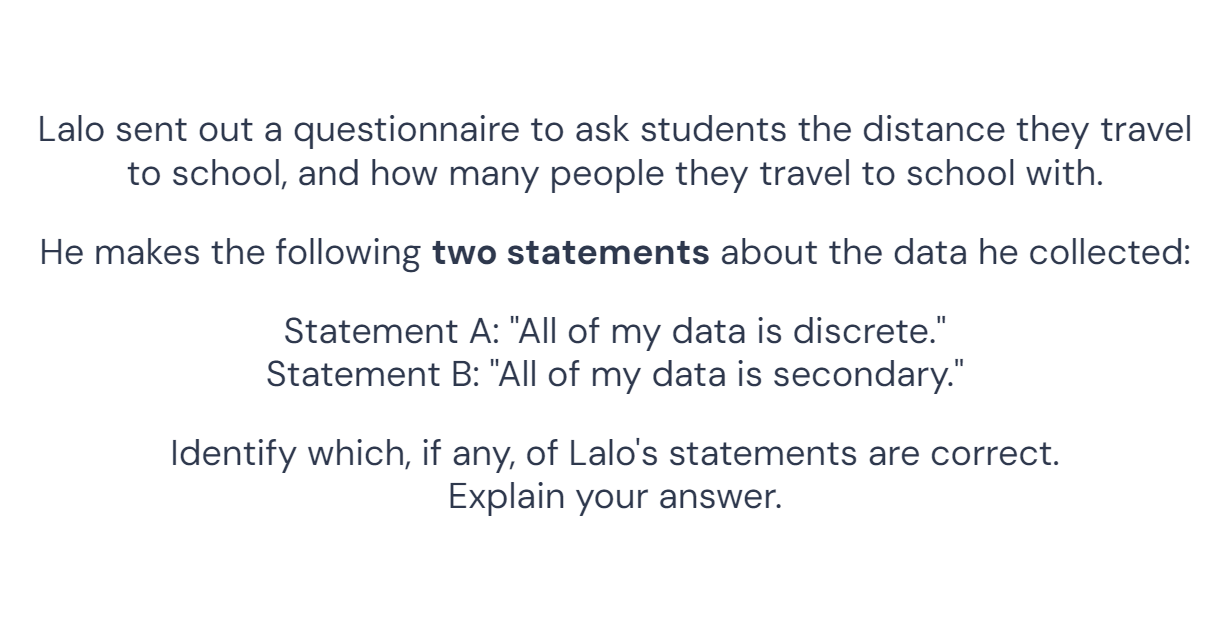 Lalo sent out a questionnaire to ask students the distance they travel
to school, and how many people they travel to school with.
He makes the following two statements about the data he collected:
Statement A: "All of my data is discrete."
Statement B: "All of my data is secondary."
Identify which, if any, of Lalo's statements are correct.
Explain your answer.